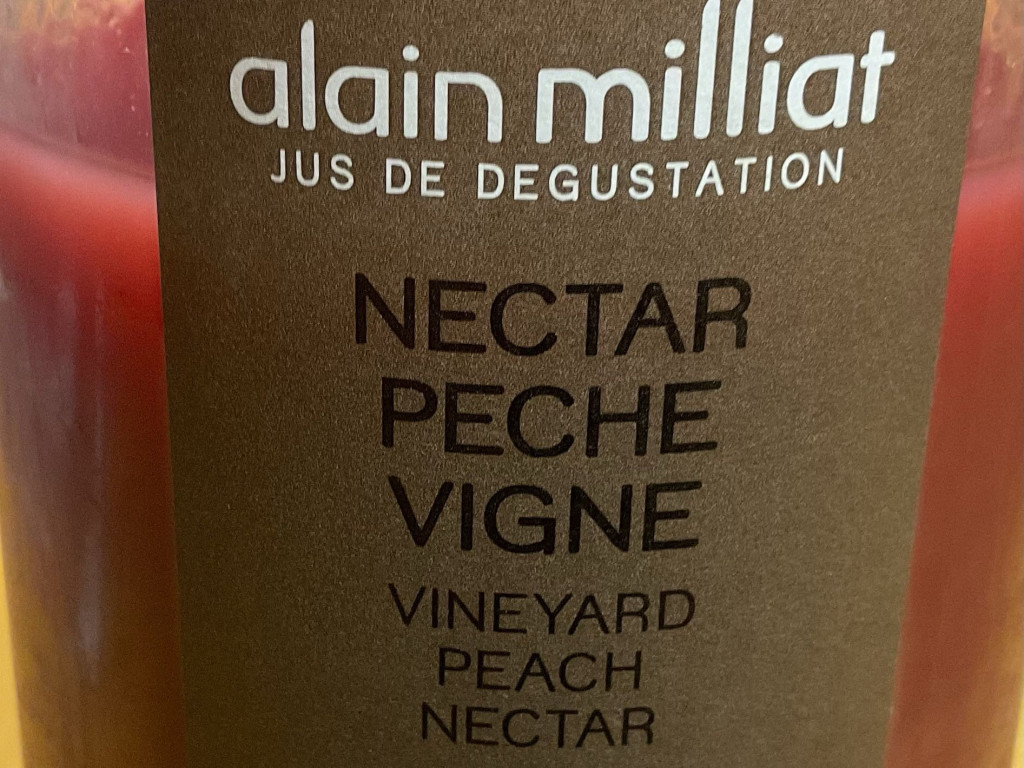 alain milliat
JUS DE DEGUSTATION
NECTAR
PECHE
VIGNE
VINEYARD
PEACH
NECTAR